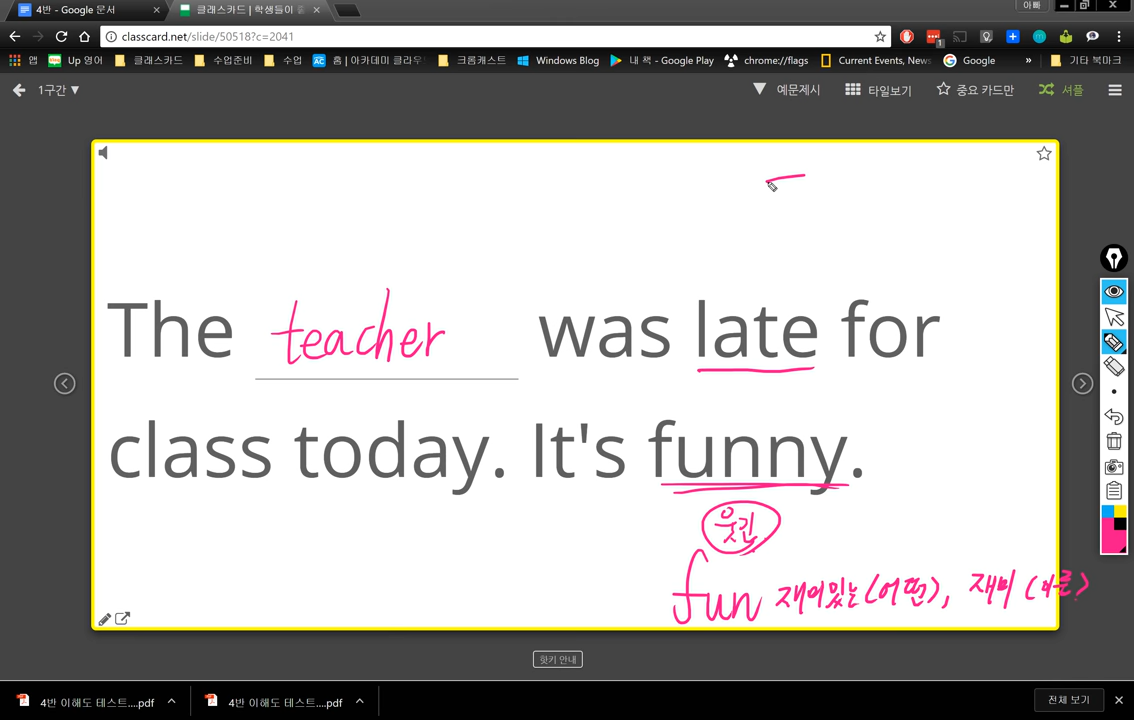 4반 - Google 문서
클래스카드 | 학생들이 좋
아빠
classcard.net/slide/50518?c=2041
앱 Up 영어 클래스카드 수업준비 수업 홈 | 아카데미 클라우 크롬캐스트 Windows Blog 내 책 - Google Play chrome://flags Current Events, News Google » 기타 북마크
1구간 ▼ ▼ 예문제시 타일보기 중요 카드만 셔플
The teacher was late for
class today. It's funny.
웃긴
fun 재미있는(어떤), 재미(이름)
핫키 안내
4반 이해도 테스트....pdf 4반 이해도 테스트....pdf 전체 보기